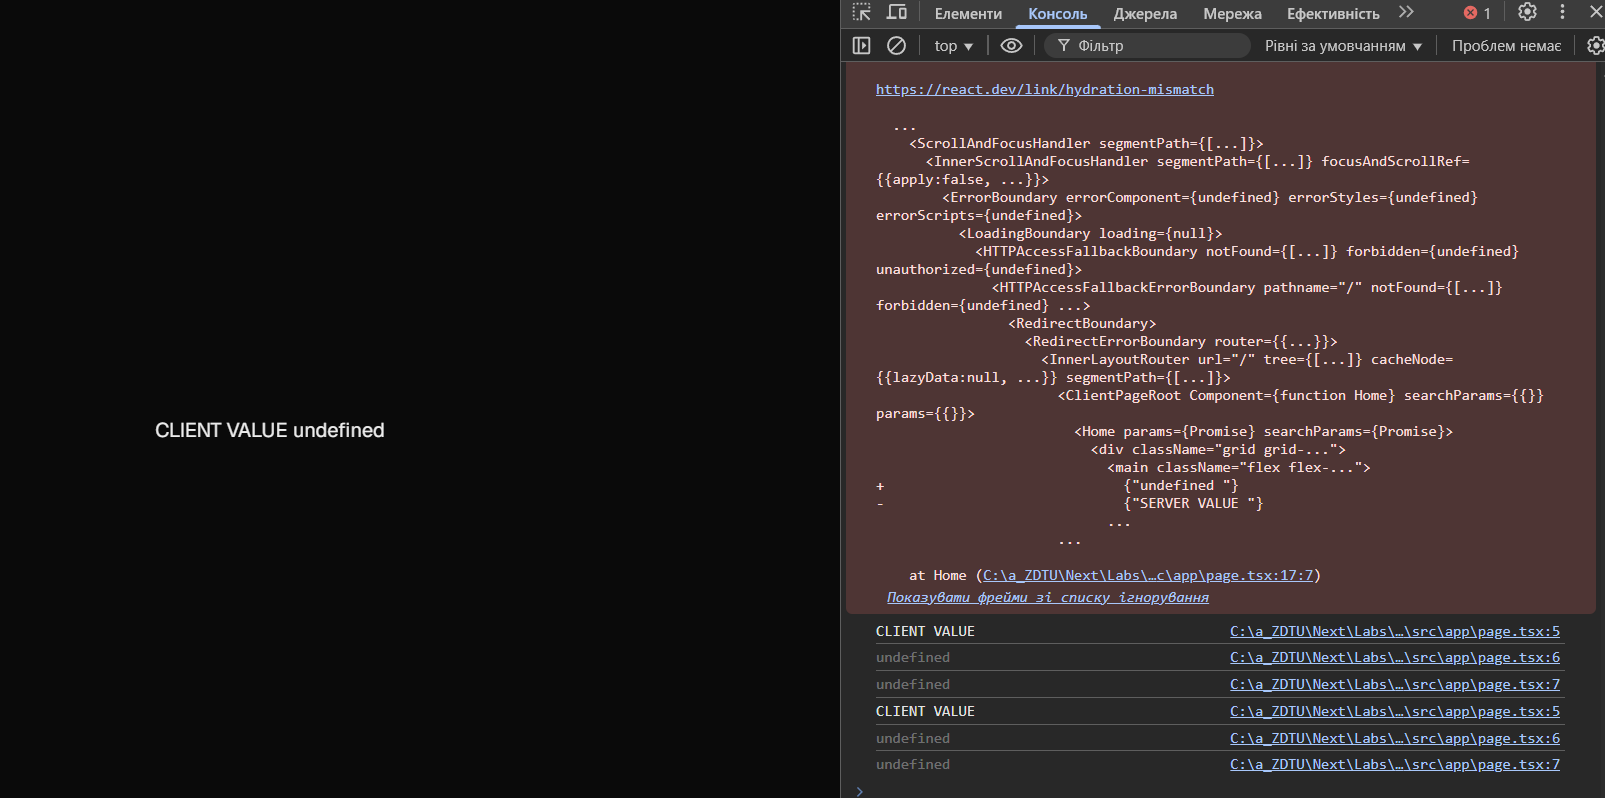 Елементи Консоль Джерела Мережа Ефективність 1
top Фільтр Рівні за умовчанням Проблем немає
https://react.dev/link/hydration-mismatch
...
<ScrollAndFocusHandler segmentPath={[...]}>
<InnerScrollAndFocusHandler segmentPath={[...]} focusAndScrollRef=
{{apply:false, ...}}>
<ErrorBoundary errorComponent={undefined} errorStyles={undefined}
errorScripts={undefined}>
<LoadingBoundary loading={null}>
<HTTPAccessFallbackBoundary notFound={[...]} forbidden={undefined}
unauthorized={undefined}>
<HTTPAccessFallbackErrorBoundary pathname="/" notFound={[...]}
forbidden={undefined} ...>
<RedirectBoundary>
<RedirectErrorBoundary router={{...}}>
<InnerLayoutRouter url="/" tree={[...]} cacheNode=
{{lazyData:null, ...}} segmentPath={[...]}>
<ClientPageRoot Component={function Home} searchParams={{}}
params={{}}>
<Home params={Promise} searchParams={Promise}>
<div className="grid grid-...">
<main className="flex flex-...">
+ {"undefined "}
- {"SERVER VALUE "}
...
...
at Home (C:\a_ZDTU\Next\Labs\…c\app\page.tsx:17:7)
Показувати фрейми зі списку ігнорування
CLIENT VALUE C:\a_ZDTU\Next\Labs\…\src\app\page.tsx:5
undefined C:\a_ZDTU\Next\Labs\…\src\app\page.tsx:6
undefined C:\a_ZDTU\Next\Labs\…\src\app\page.tsx:7
CLIENT VALUE C:\a_ZDTU\Next\Labs\…\src\app\page.tsx:5
undefined C:\a_ZDTU\Next\Labs\…\src\app\page.tsx:6
undefined C:\a_ZDTU\Next\Labs\…\src\app\page.tsx:7
CLIENT VALUE undefined